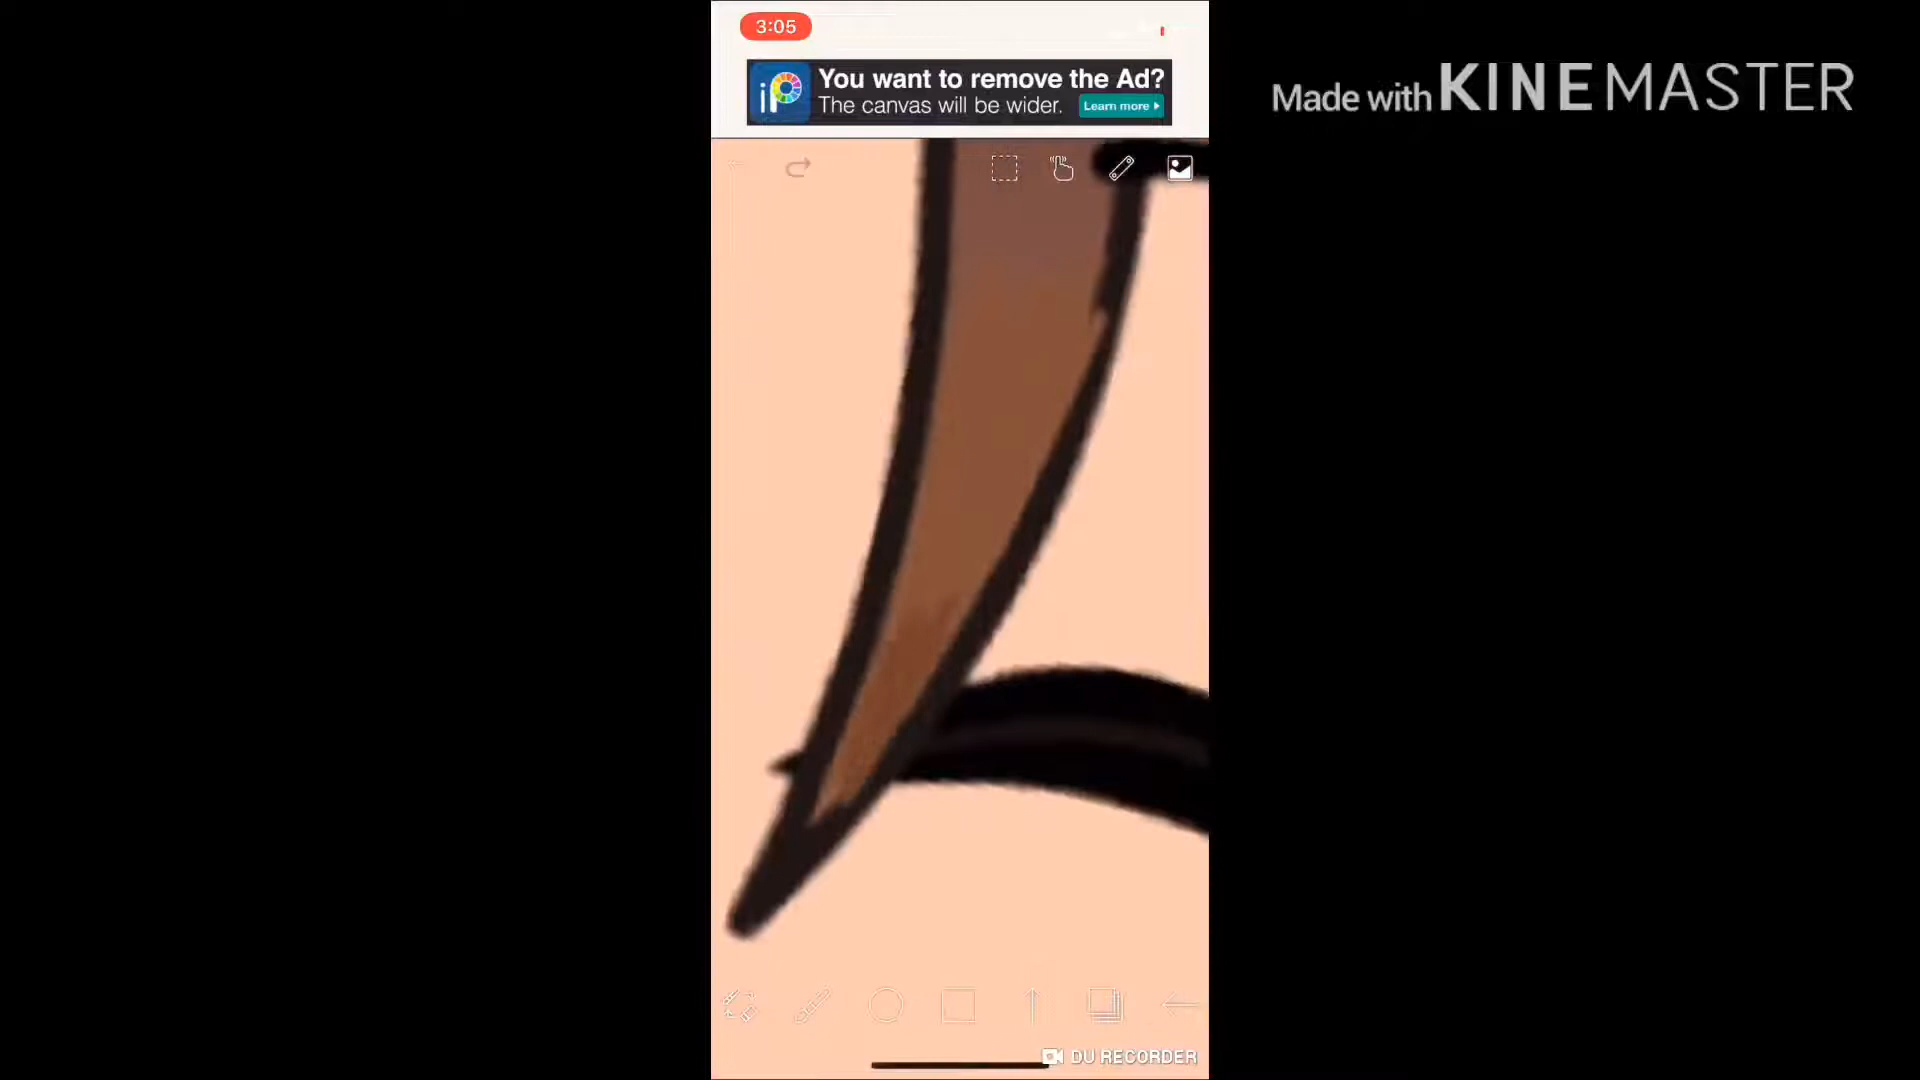 3:05
Made with KINEMASTER
iP
You want to remove the Ad?
The canvas will be wider.
Learn more
DU RECORDER